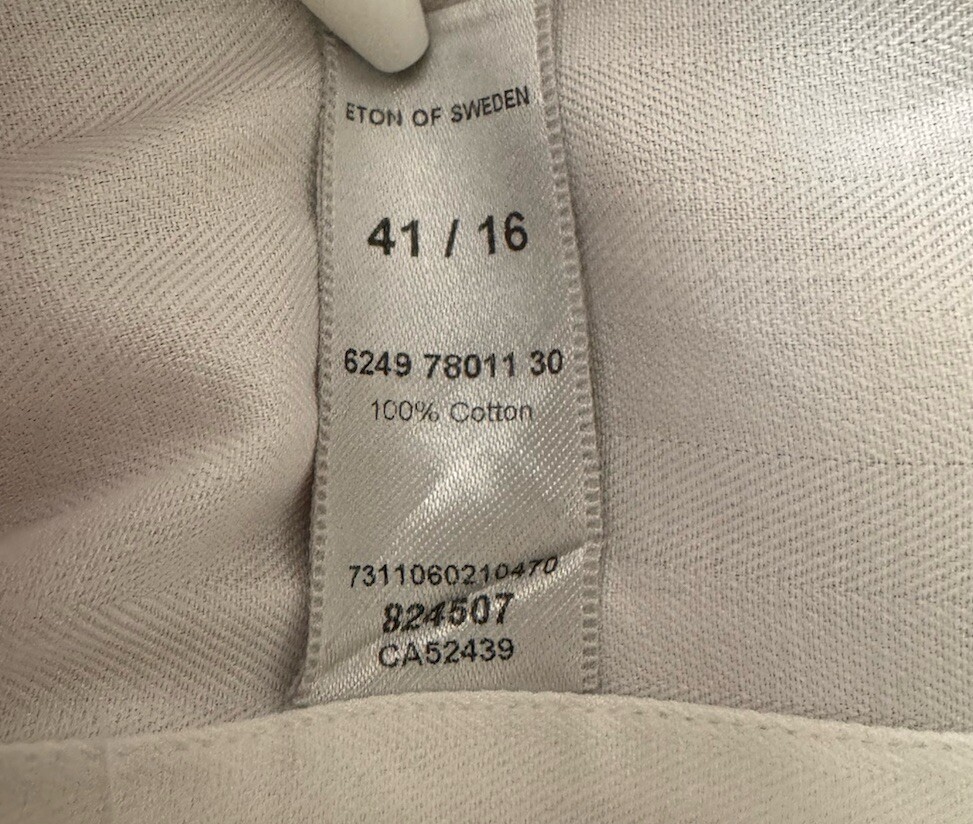 ETON OF SWEDEN
41 / 16
6249 78011 30
100% Cotton
7311060210470
824507
CA52439